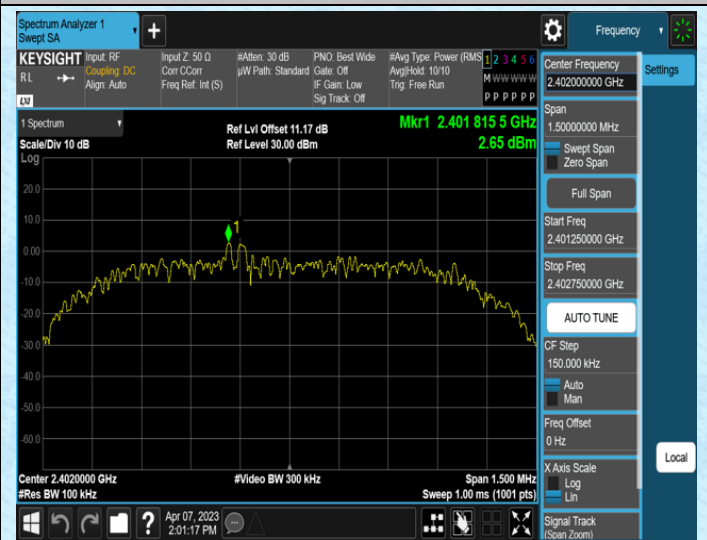 Spectrum Analyzer 1
Swept SA
Frequency
KEYSIGHT
RL
LXI
Input: RF
Coupling: DC
Align: Auto
Input Z: 50 Ω
Corr CCorr
Freq Ref: Int (S)
#Atten: 30 dB
µW Path: Standard
PNO: Best Wide
Gate: Off
IF Gain: Low
Sig Track: Off
#Avg Type: Power (RMS
Avg|Hold: 10/10
Trig: Free Run
1 2 3 4 5 6
M W W W W W
P P P P P P
1 Spectrum
Scale/Div 10 dB
Log
Ref Lvl Offset 11.17 dB
Ref Level 30.00 dBm
Mkr1 2.401 815 5 GHz
2.65 dBm
1
20.0
10.0
0.00
-10.0
-20.0
-30.0
-40.0
-50.0
-60.0
Center 2.4020000 GHz
#Res BW 100 kHz
#Video BW 300 kHz
Span 1.500 MHz
Sweep 1.00 ms (1001 pts)
?
Apr 07, 2023
2:01:17 PM
Center Frequency
2.402000000 GHz
Span
1.50000000 MHz
Swept Span
Zero Span
Full Span
Start Freq
2.401250000 GHz
Stop Freq
2.402750000 GHz
AUTO TUNE
CF Step
150.000 kHz
Auto
Man
Freq Offset
0 Hz
X Axis Scale
Log
Lin
Signal Track
(Span Zoom)
Settings
Local